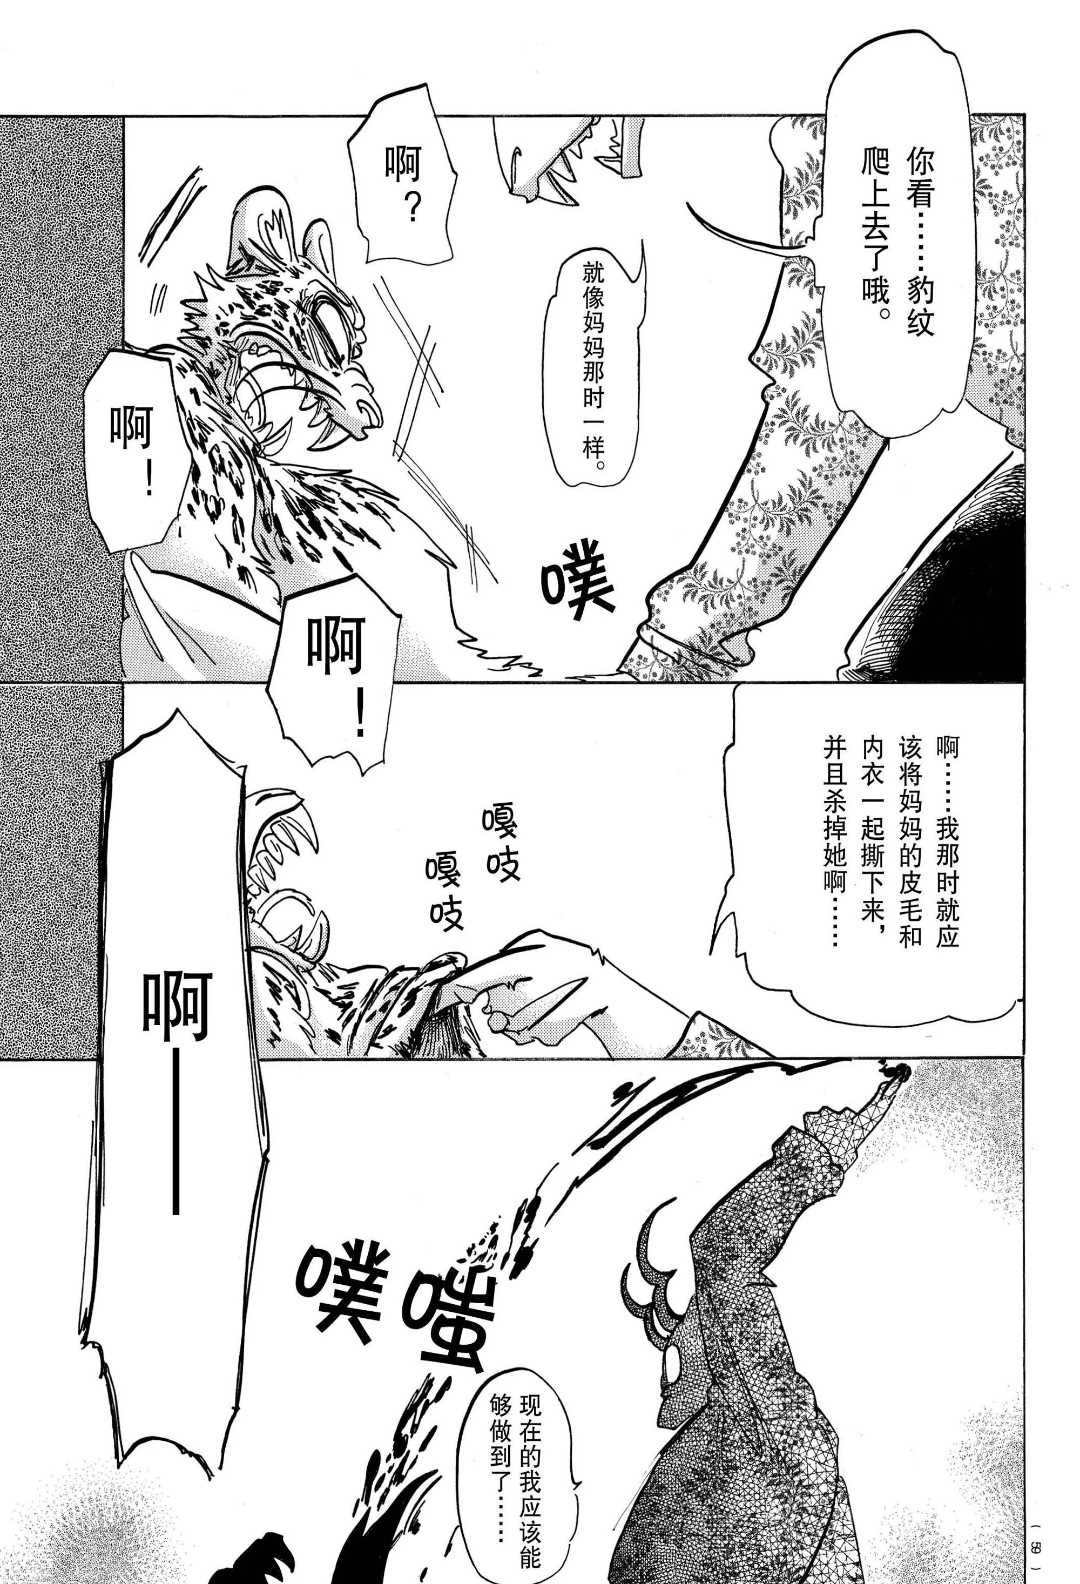 你看……豹纹
爬上去了哦。
啊？
就像妈妈那时一样。
啊！
噗
啊！
啊……我那时就应
该将妈妈的皮毛和
内衣一起撕下来，
并且杀掉她啊……
嘎吱
嘎吱
啊——
噗嗤
现在的我应该能
够做到了……
(59)